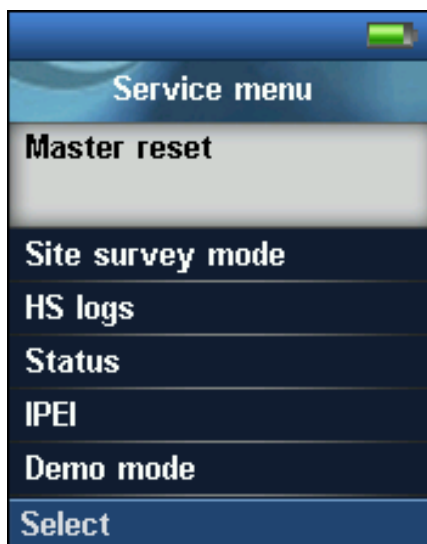 Service menu
Master reset
Site survey mode
HS logs
Status
IPEI
Demo mode
Select